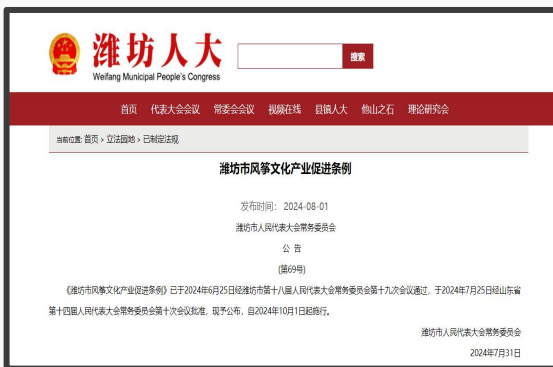 潍坊人大
Weifang Municipal People's Congress
搜索
首页 代表大会会议 常委会会议 视频在线 县镇人大 他山之石 理论研究会
当前位置: 首页 > 立法园地 > 已制定法规
潍坊市风筝文化产业促进条例
发布时间: 2024-08-01
潍坊市人民代表大会常务委员会
公 告
(第69号)
《潍坊市风筝文化产业促进条例》已于2024年6月25日经潍坊市第十八届人民代表大会常务委员会第十九次会议通过，于2024年7月25日经山东省
第十四届人民代表大会常务委员会第十次会议批准，现予公布，自2024年10月1日起施行。
潍坊市人民代表大会常务委员会
2024年7月31日